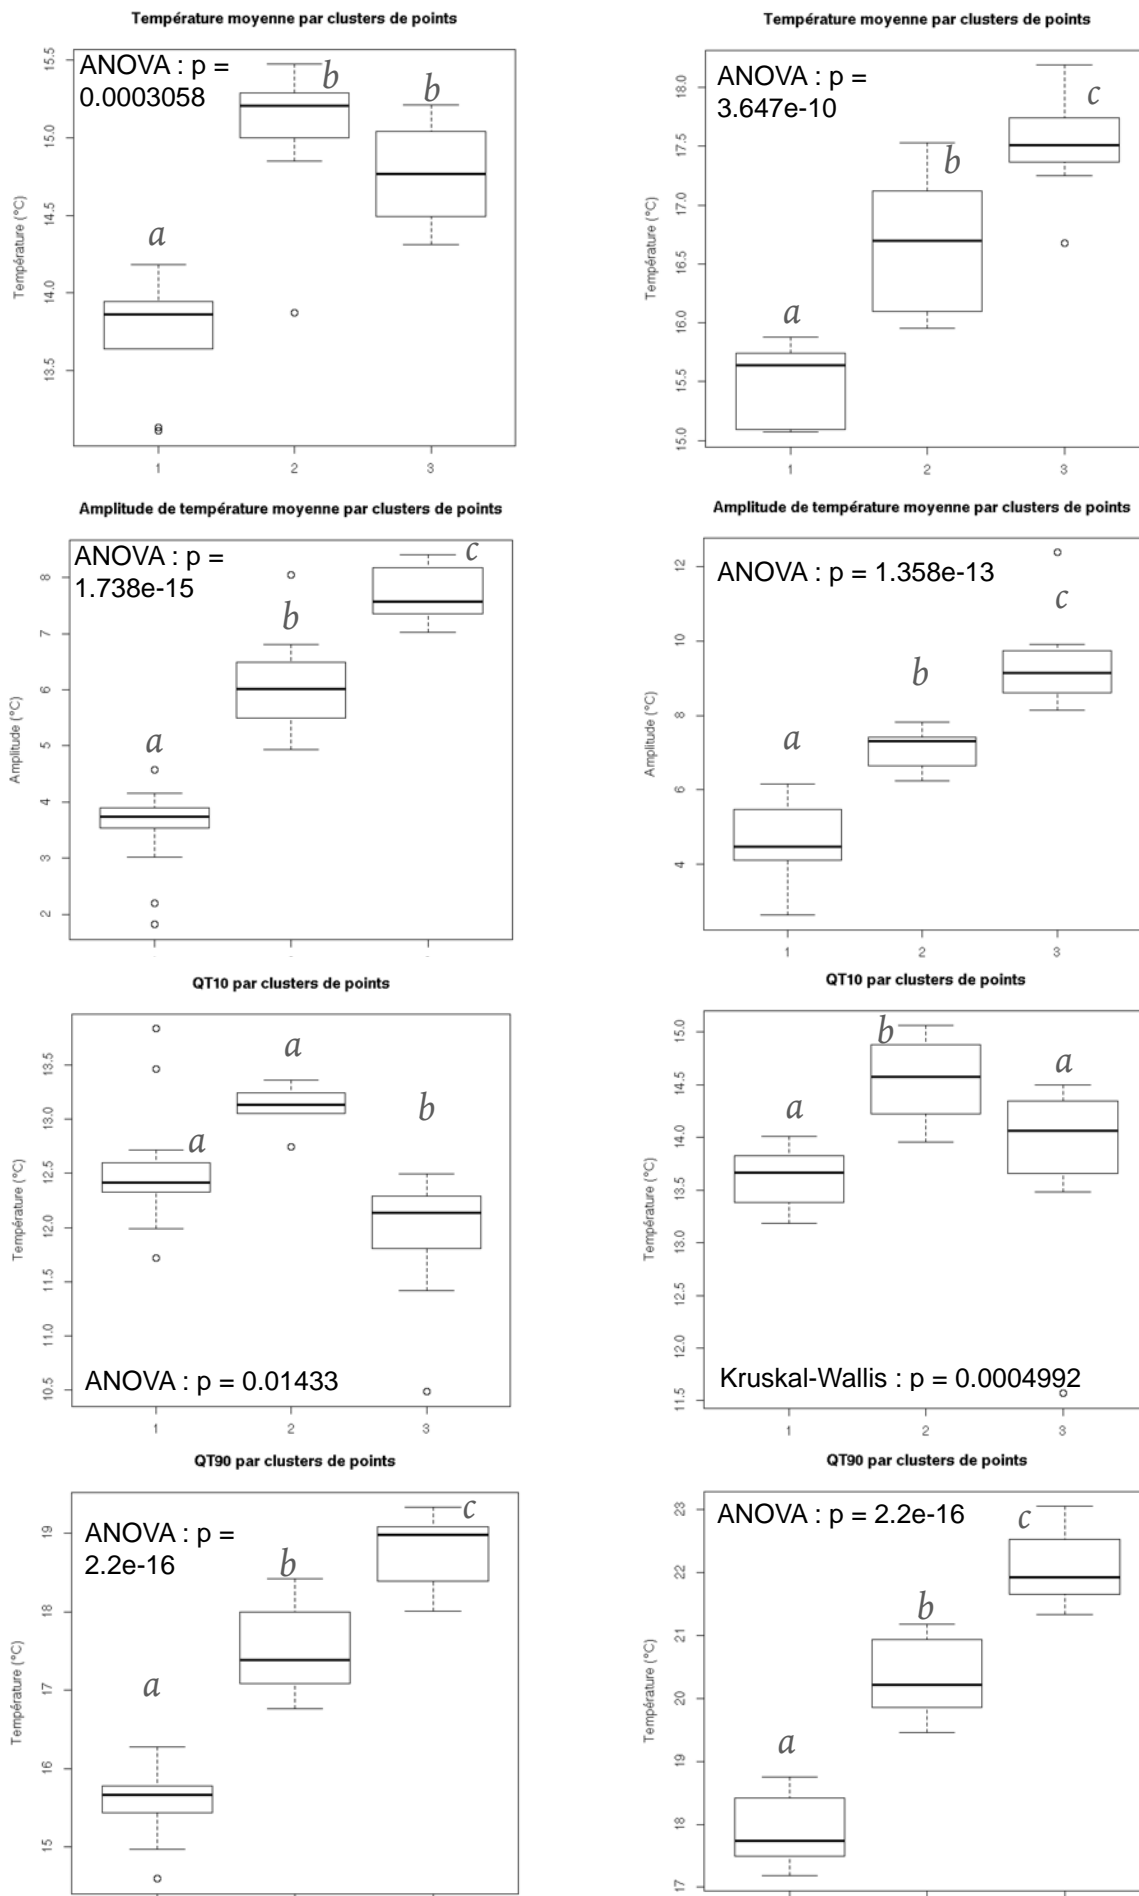 Température moyenne par clusters de points
ANOVA : p =
0.0003058
a
b
b
Température (°C)
15.5
15.0
14.5
14.0
13.5
1
2
3
Température moyenne par clusters de points
ANOVA : p =
3.647e-10
a
b
c
Température (°C)
18.0
17.5
17.0
16.5
16.0
15.5
15.0
1
2
3
Amplitude de température moyenne par clusters de points
ANOVA : p =
1.738e-15
a
b
c
Amplitude (°C)
8
7
6
5
4
3
2
1
2
3
Amplitude de température moyenne par clusters de points
ANOVA : p = 1.358e-13
a
b
c
Amplitude (°C)
12
10
8
6
4
1
2
3
QT10 par clusters de points
a
a
b
Température (°C)
13.5
13.0
12.5
12.0
11.5
11.0
10.5
ANOVA : p = 0.01433
1
2
3
QT10 par clusters de points
a
b
a
Température (°C)
15.0
14.5
14.0
13.5
13.0
12.5
12.0
11.5
Kruskal-Wallis : p = 0.0004992
1
2
3
QT90 par clusters de points
ANOVA : p =
2.2e-16
a
b
c
Température (°C)
19
18
17
16
15
QT90 par clusters de points
ANOVA : p = 2.2e-16
a
b
c
Température (°C)
23
22
21
20
19
18
17